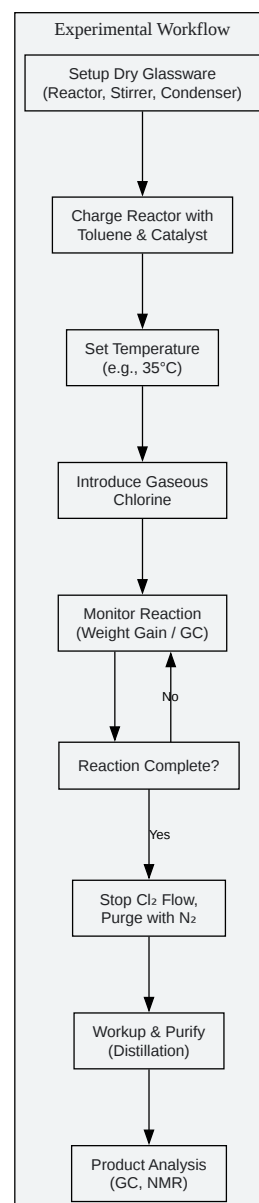 Experimental Workflow
Setup Dry Glassware
(Reactor, Stirrer, Condenser)
Charge Reactor with
Toluene & Catalyst
Set Temperature
(e.g., 35°C)
Introduce Gaseous
Chlorine
Monitor Reaction
(Weight Gain / GC)
No
Reaction Complete?
Yes
Stop Cl₂ Flow,
Purge with N₂
Workup & Purify
(Distillation)
Product Analysis
(GC, NMR)